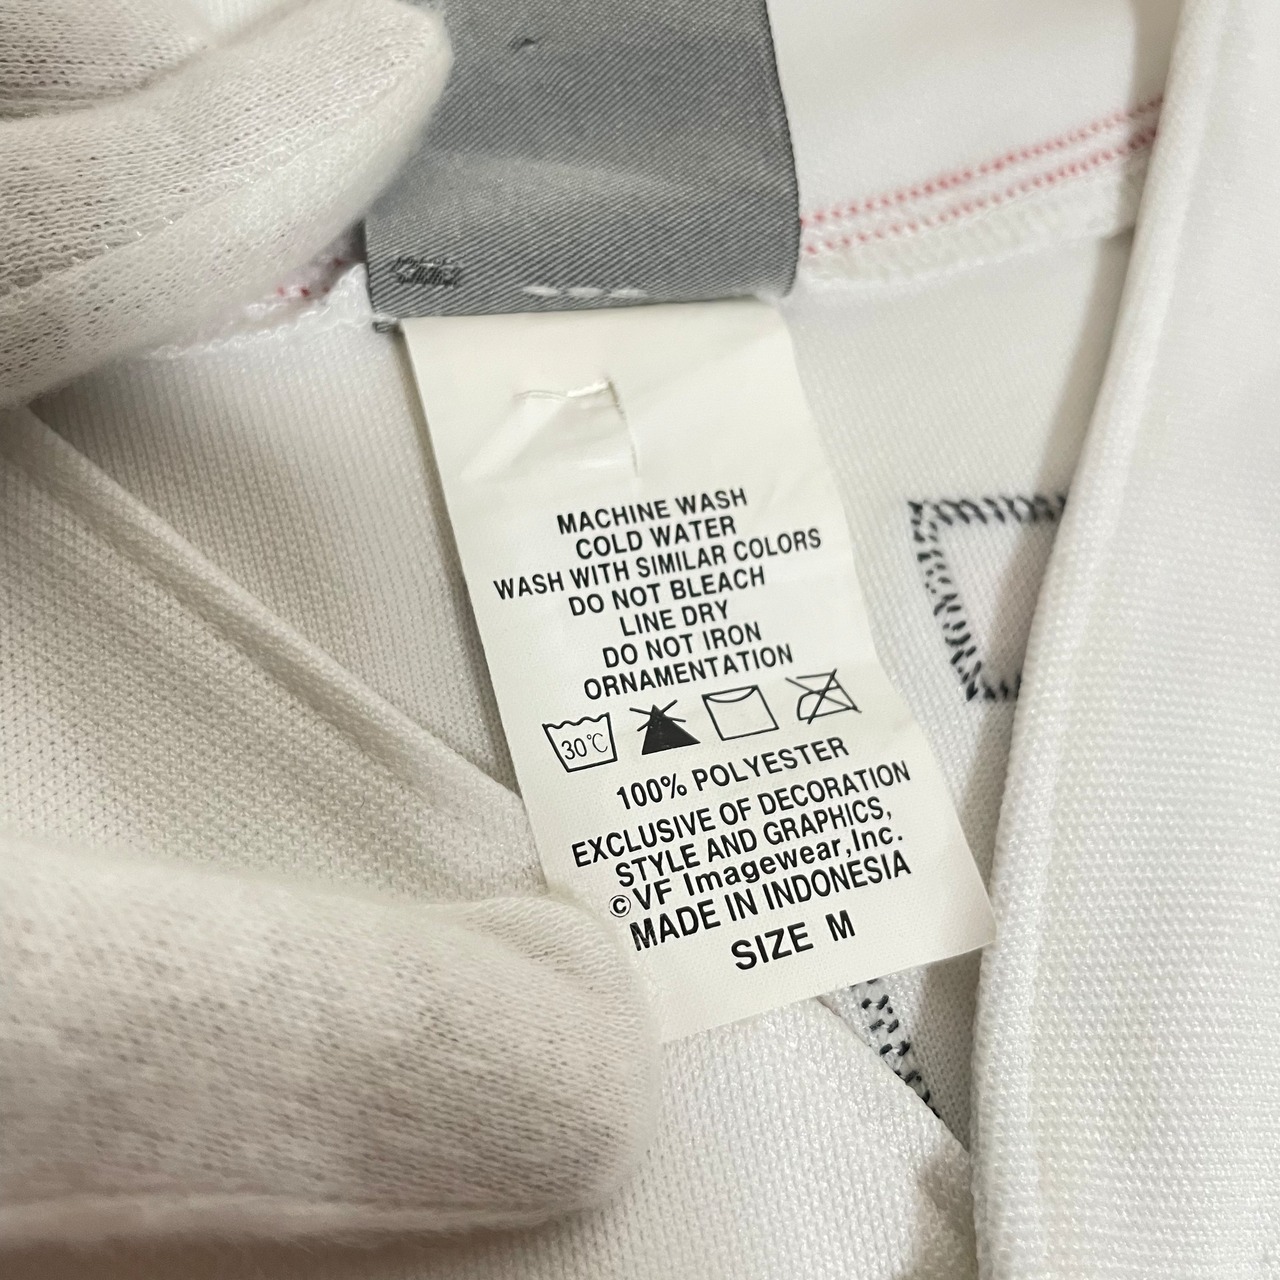 MACHINE WASH
COLD WATER
WASH WITH SIMILAR COLORS
DO NOT BLEACH
LINE DRY
DO NOT IRON
ORNAMENTATION
30°C
100% POLYESTER
EXCLUSIVE OF DECORATION
STYLE AND GRAPHICS,
©VF Imagewear,Inc.
MADE IN INDONESIA
SIZE M